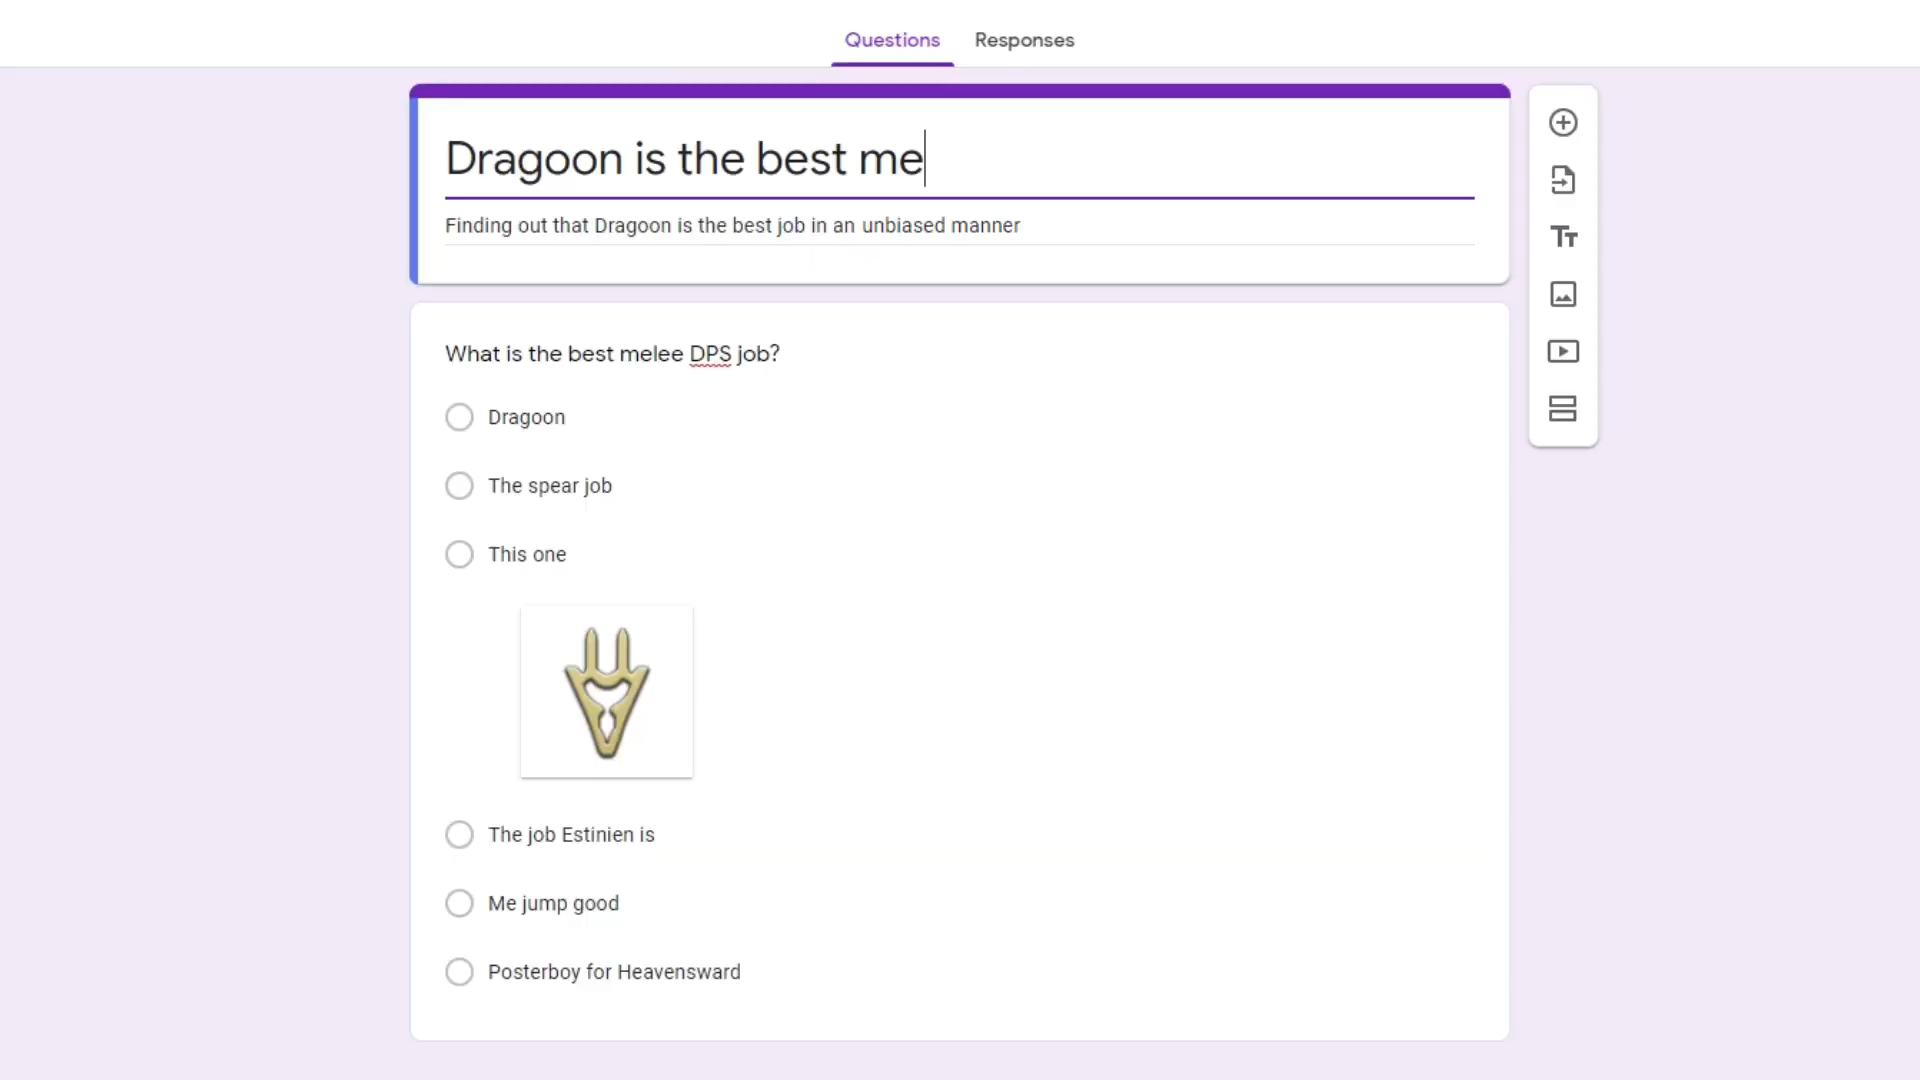 Questions Responses
Dragoon is the best me
Finding out that Dragoon is the best job in an unbiased manner
What is the best melee DPS job?
Dragoon
The spear job
This one
The job Estinien is
Me jump good
Posterboy for Heavensward